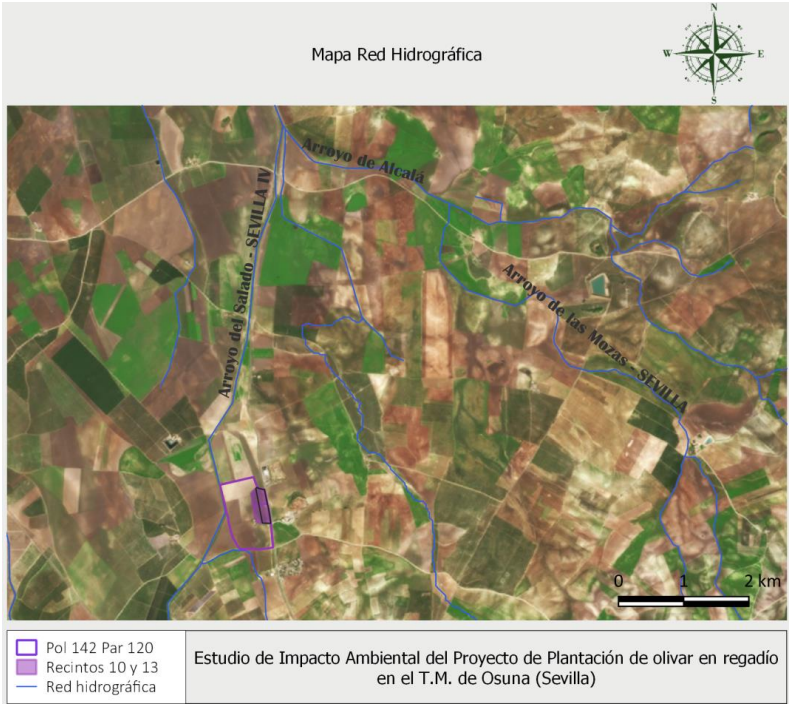 N
Mapa Red Hidrográfica
W
E
S
Arroyo de Alcalá
Arroyo del Salado - SEVILLA IV
Arroyo de las Mozas - SEVILLA
0 1 2 km
Pol 142 Par 120
Recintos 10 y 13
Red hidrográfica
Estudio de Impacto Ambiental del Proyecto de Plantación de olivar en regadío
en el T.M. de Osuna (Sevilla)